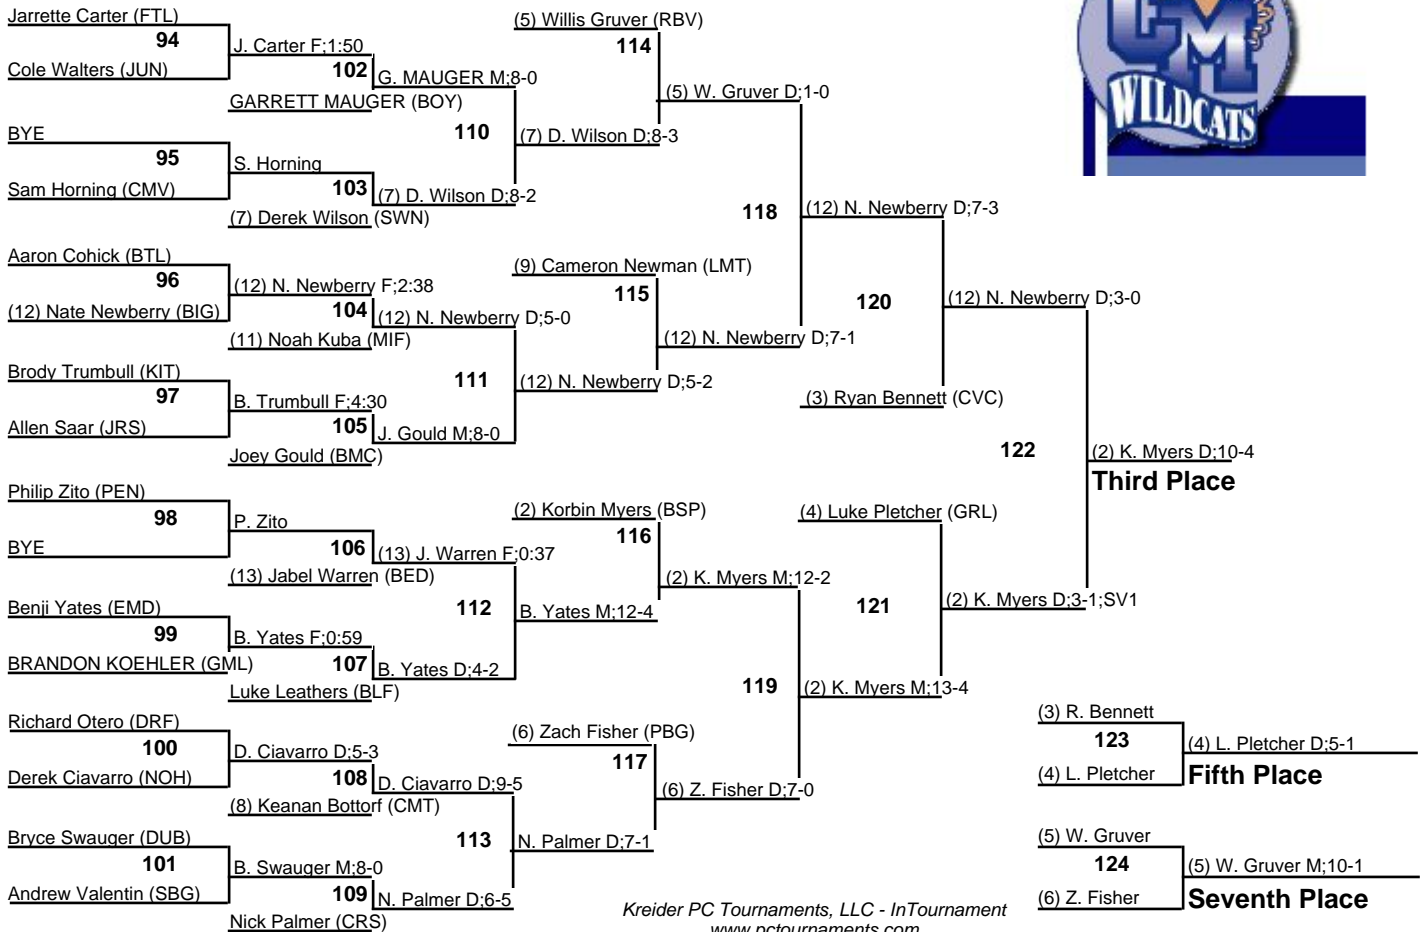 Jarrette Carter (FTL)
94
Cole Walters (JUN)
J. Carter F;1:50
102
GARRETT MAUGER (BOY)
G. MAUGER M;8-0
BYE
95
Sam Horning (CMV)
S. Horning
103
(7) Derek Wilson (SWN)
(7) D. Wilson D;8-2
110
(7) D. Wilson D;8-3
(5) Willis Gruver (RBV)
114
(5) W. Gruver D;1-0
Aaron Cohick (BTL)
96
(12) Nate Newberry (BIG)
(12) N. Newberry F;2:38
104
(11) Noah Kuba (MIF)
(12) N. Newberry D;5-0
Brody Trumbull (KIT)
97
Allen Saar (JRS)
B. Trumbull F;4:30
105
Joey Gould (BMC)
J. Gould M;8-0
111
(12) N. Newberry D;5-2
(9) Cameron Newman (LMT)
115
(12) N. Newberry D;7-1
118
(12) N. Newberry D;7-3
120
(3) Ryan Bennett (CVC)
(12) N. Newberry D;3-0
Philip Zito (PEN)
98
BYE
P. Zito
106
(13) Jabel Warren (BED)
(13) J. Warren F;0:37
Benji Yates (EMD)
99
BRANDON KOEHLER (GML)
B. Yates F;0:59
107
Luke Leathers (BLF)
B. Yates D;4-2
112
B. Yates M;12-4
(2) Korbin Myers (BSP)
116
(2) K. Myers M;12-2
Richard Otero (DRF)
100
Derek Ciavarro (NOH)
D. Ciavarro D;5-3
108
(8) Keanan Bottorf (CMT)
D. Ciavarro D;9-5
Bryce Swauger (DUB)
101
Andrew Valentin (SBG)
B. Swauger M;8-0
109
Nick Palmer (CRS)
N. Palmer D;6-5
113
N. Palmer D;7-1
(6) Zach Fisher (PBG)
117
(6) Z. Fisher D;7-0
119
(2) K. Myers M;13-4
(4) Luke Pletcher (GRL)
121
(2) K. Myers D;3-1;SV1
122
(2) K. Myers D;10-4
Third Place
(3) R. Bennett
123
(4) L. Pletcher
(4) L. Pletcher D;5-1
Fifth Place
(5) W. Gruver
124
(6) Z. Fisher
(5) W. Gruver M;10-1
Seventh Place
CM
WILDCATS
Kreider PC Tournaments, LLC - InTournament
www.pctournaments.com